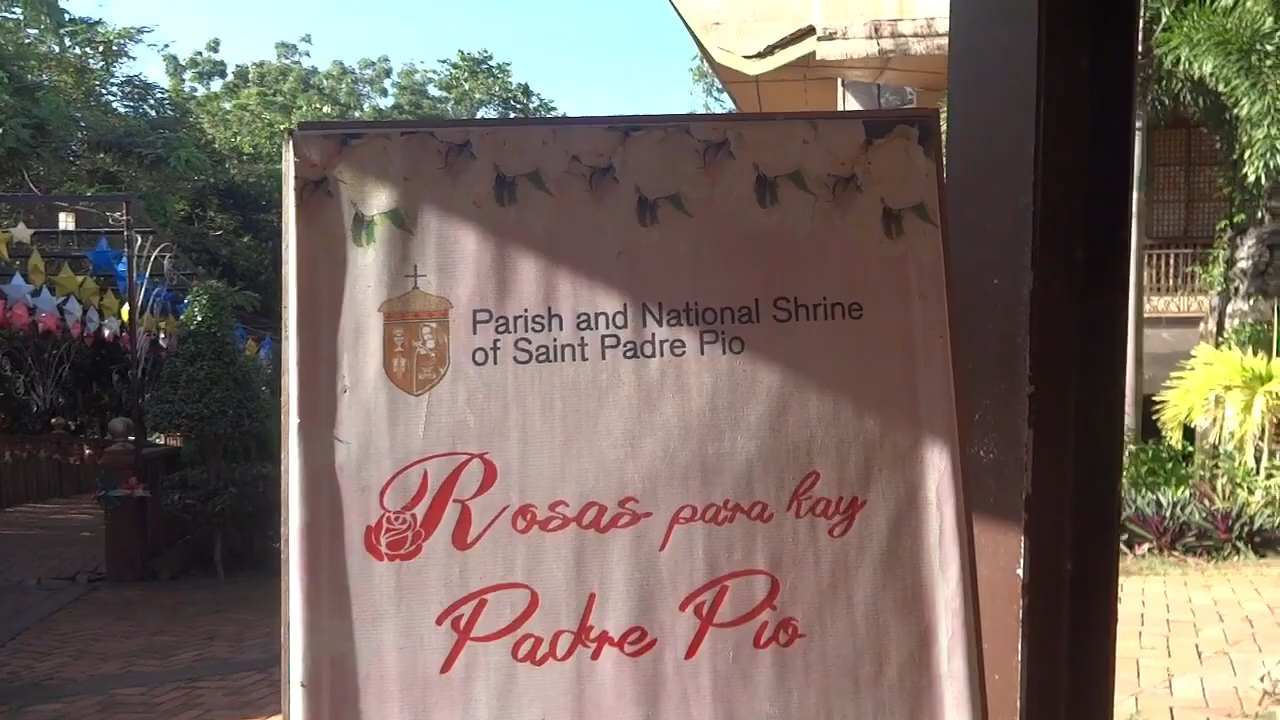 Parish and National Shrine
of Saint Padre Pio
Rosas para kay
Padre Pio